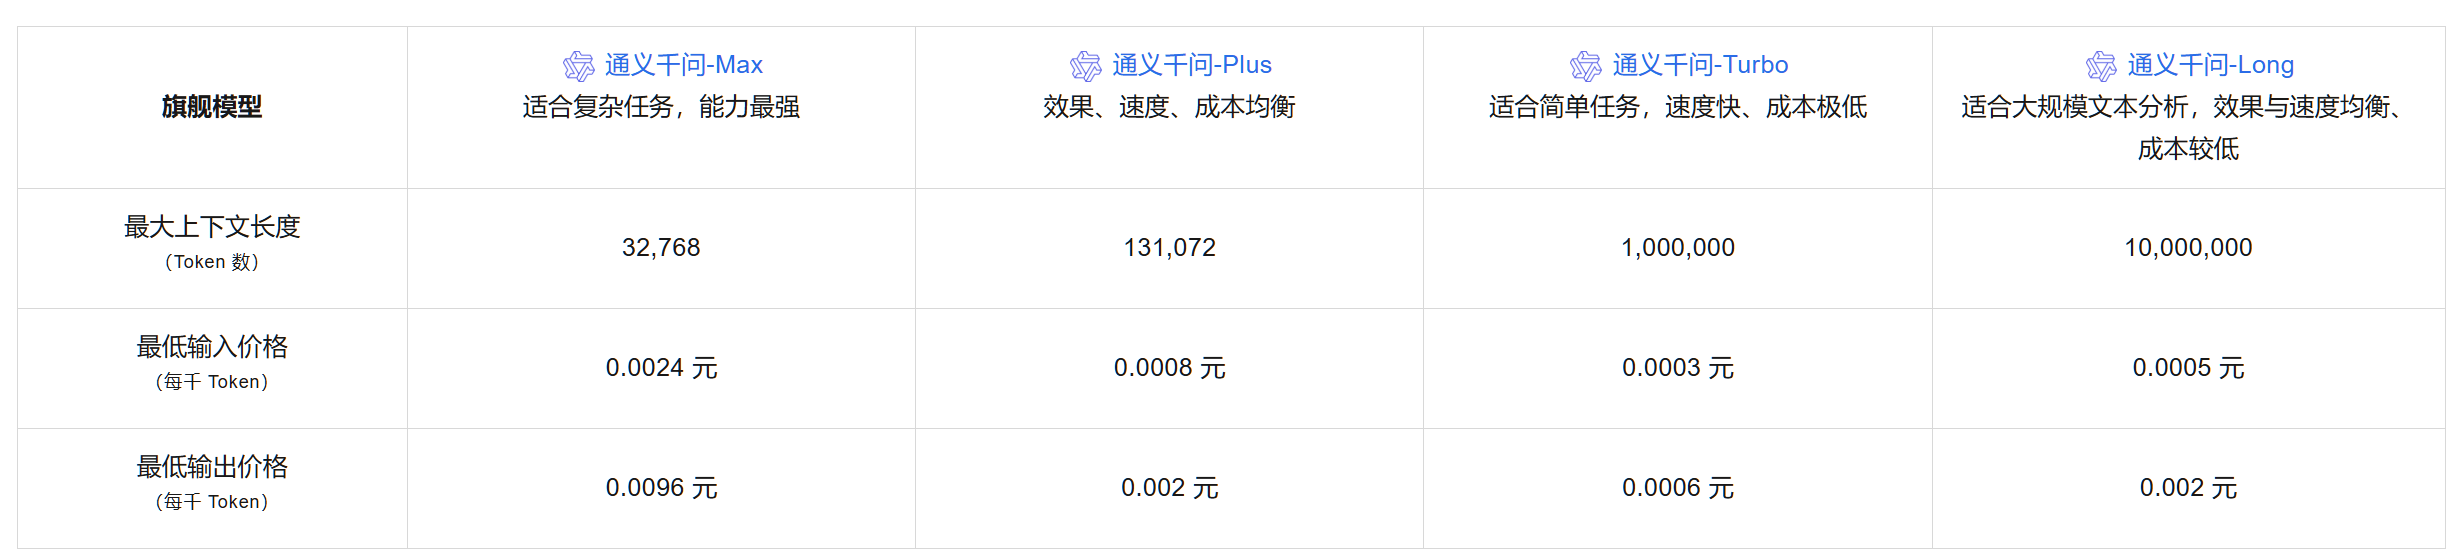 旗舰模型
通义千问-Max
适合复杂任务，能力最强
通义千问-Plus
效果、速度、成本均衡
通义千问-Turbo
适合简单任务，速度快、成本极低
通义千问-Long
适合大规模文本分析，效果与速度均衡、
成本较低
最大上下文长度
（Token 数）
32,768
131,072
1,000,000
10,000,000
最低输入价格
（每千 Token）
0.0024 元
0.0008 元
0.0003 元
0.0005 元
最低输出价格
（每千 Token）
0.0096 元
0.002 元
0.0006 元
0.002 元